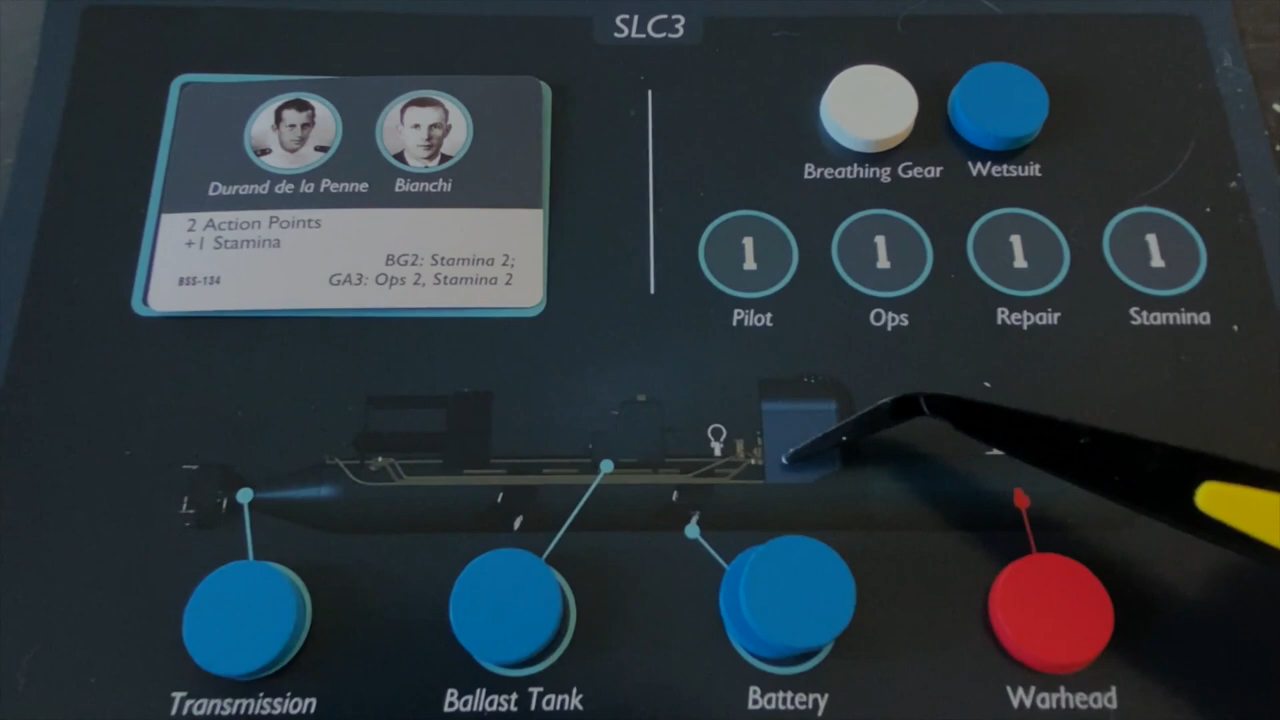 SLC3
Durand de la Penne
Bianchi
2 Action Points
+1 Stamina
BG2: Stamina 2;
BSS-134
GA3: Ops 2, Stamina 2
Breathing Gear
Wetsuit
1
1
1
1
Pilot
Ops
Repair
Stamina
Transmission
Ballast Tank
Battery
Warhead